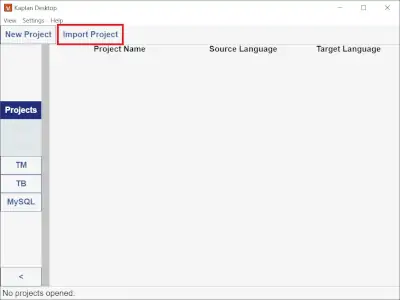 Kaplan Desktop
View Settings Help
New Project Import Project
Project Name Source Language Target Language
Projects
TM
TB
MySQL
<
No projects opened.